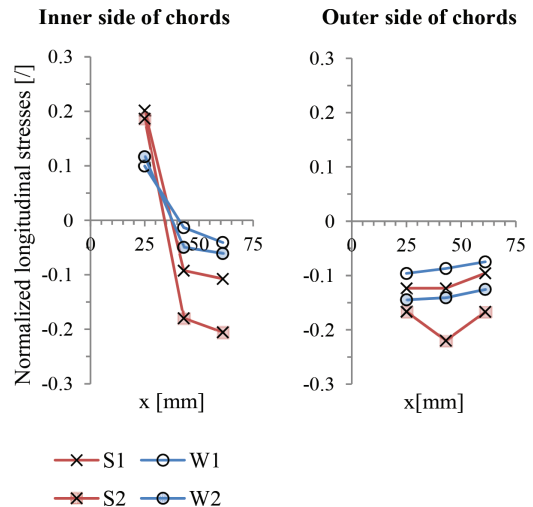 Inner side of chords
Outer side of chords
Normalized longitudinal stresses [/]
0.3
0.2
0.1
0
-0.1
-0.2
-0.3
0
25
50
75
x [mm]
0.3
0.2
0.1
0
-0.1
-0.2
-0.3
0
25
50
75
x[mm]
S1
W1
S2
W2